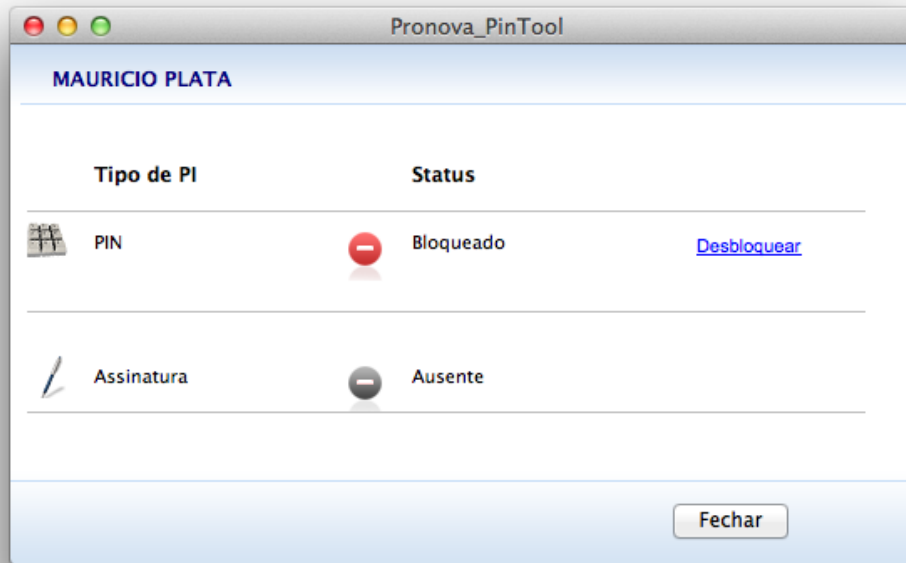 Pronova_PinTool
MAURICIO PLATA
Tipo de PI Status
PIN Bloqueado Desbloquear
Assinatura Ausente
Fechar